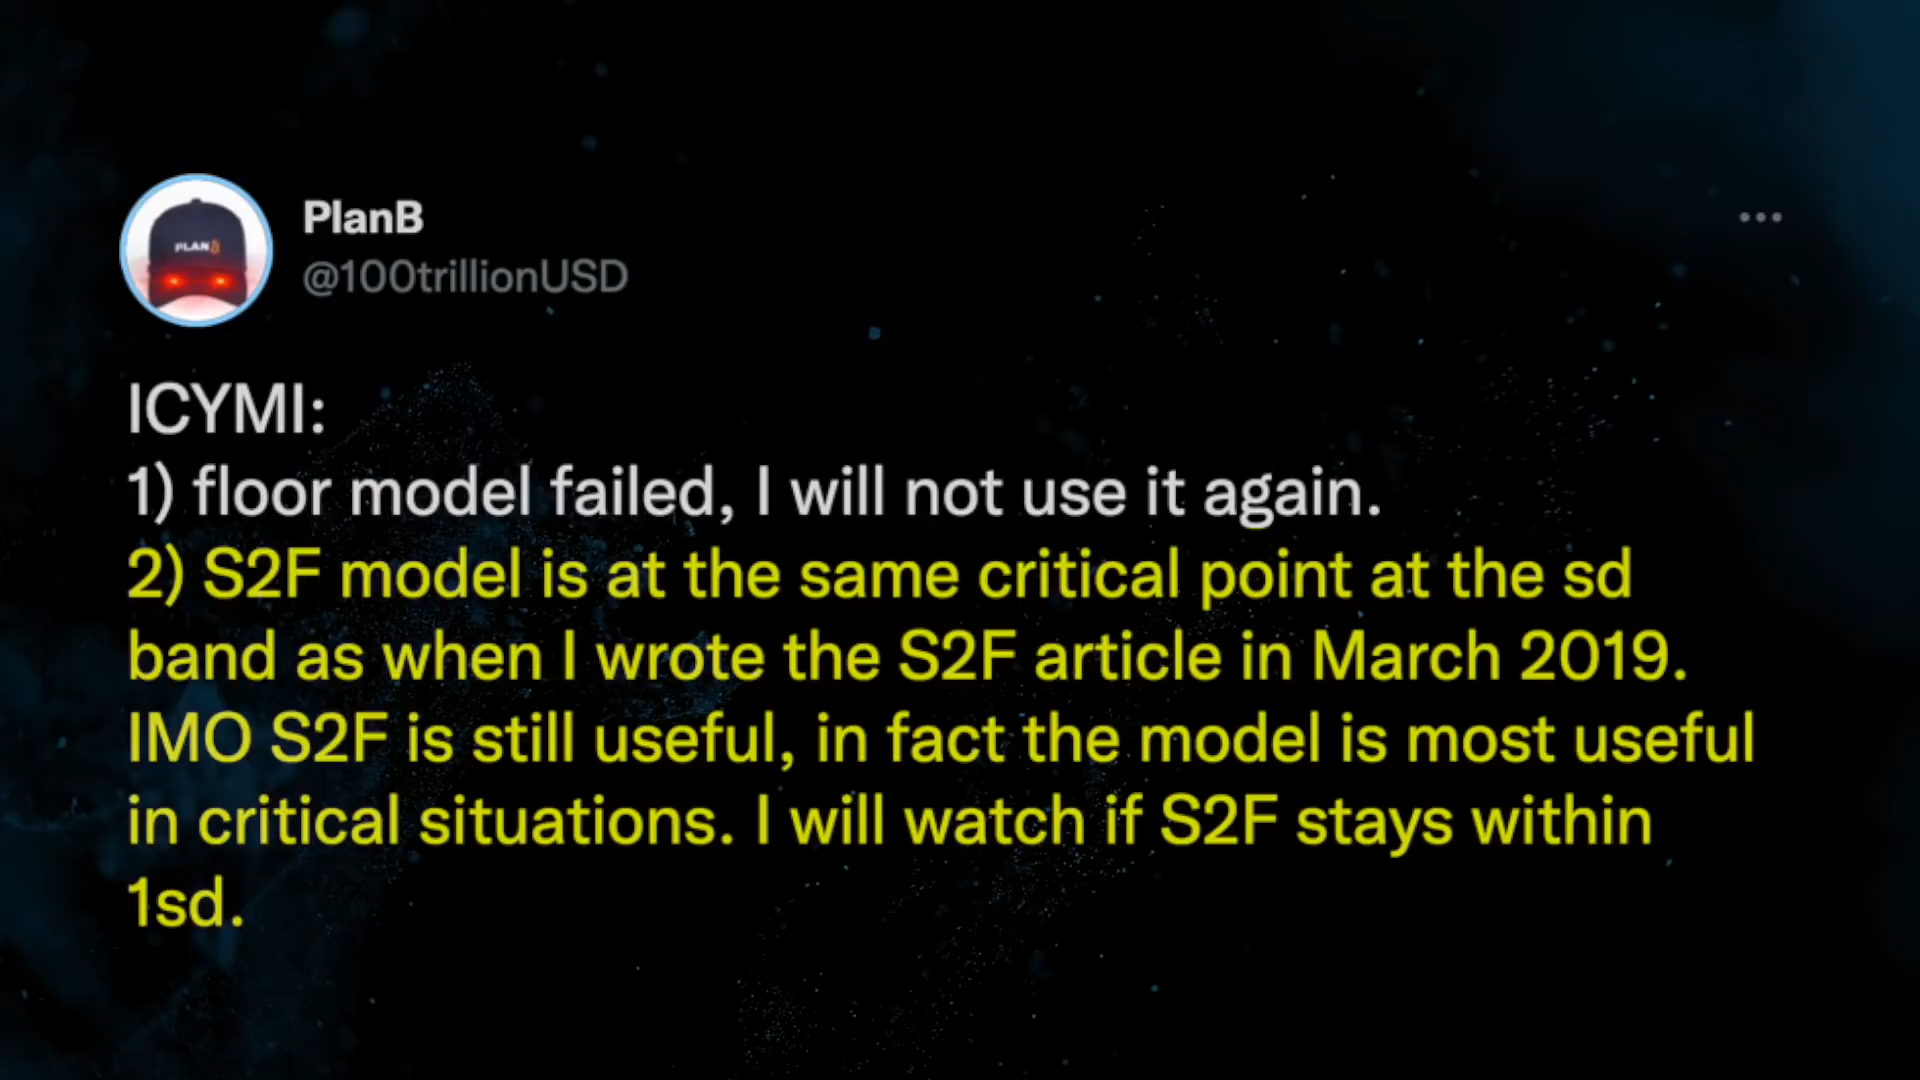 PLAN₿
PlanB
@100trillionUSD
ICYMI:
1) floor model failed, I will not use it again.
2) S2F model is at the same critical point at the sd
band as when I wrote the S2F article in March 2019.
IMO S2F is still useful, in fact the model is most useful
in critical situations. I will watch if S2F stays within
1sd.